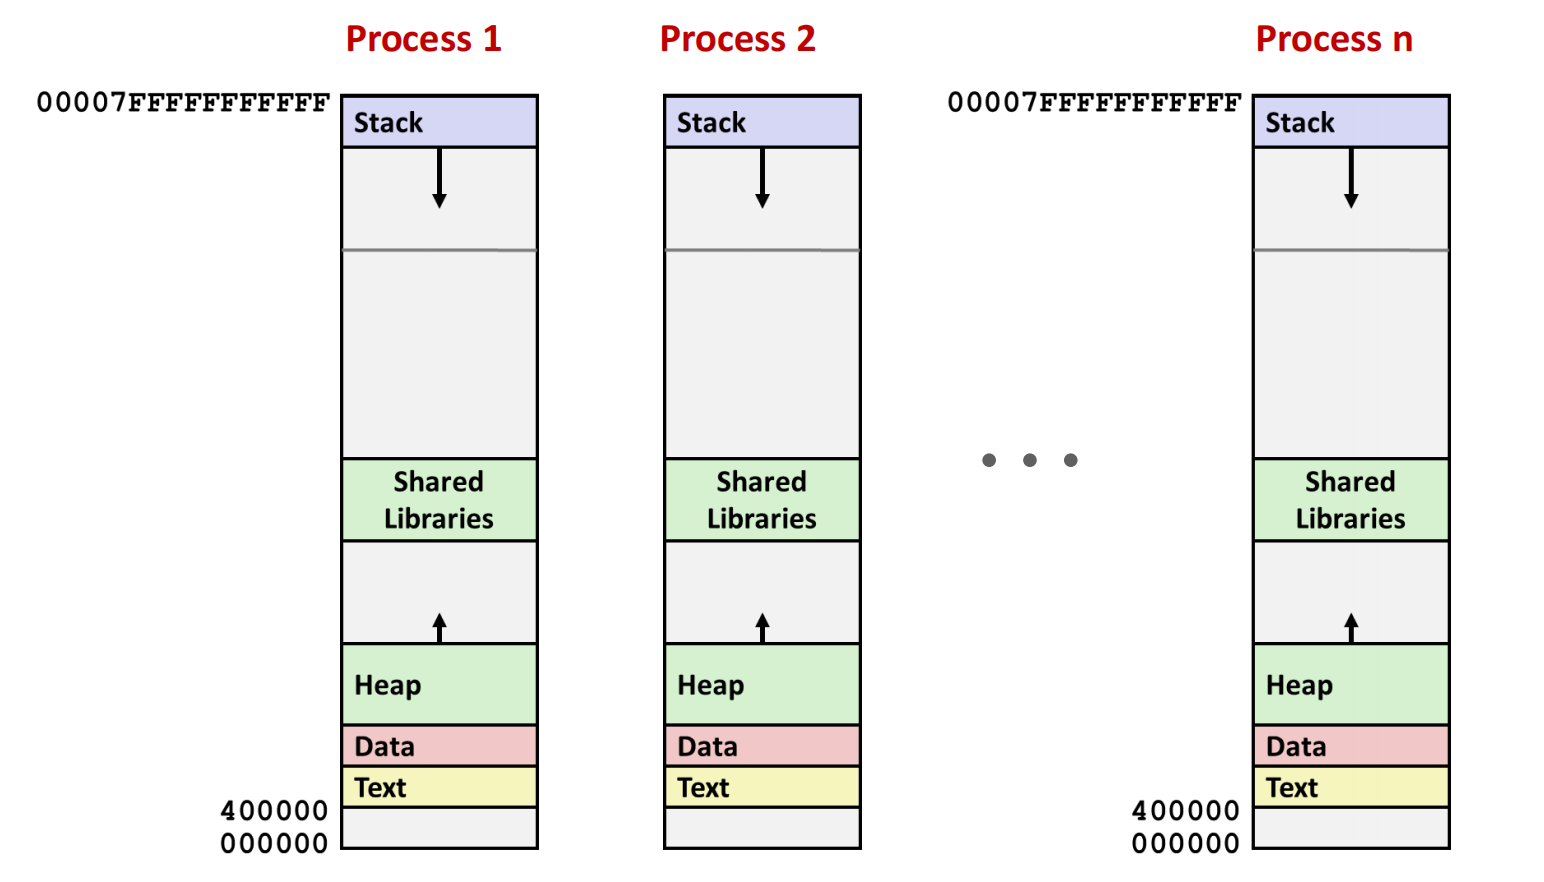 Process 1
Process 2
Process n
00007FFFFFFFFFFF
Stack
Stack
00007FFFFFFFFFFF
Stack
Shared
Libraries
Shared
Libraries
Shared
Libraries
Heap
Heap
Heap
Data
Data
Data
Text
Text
Text
400000
400000
000000
000000